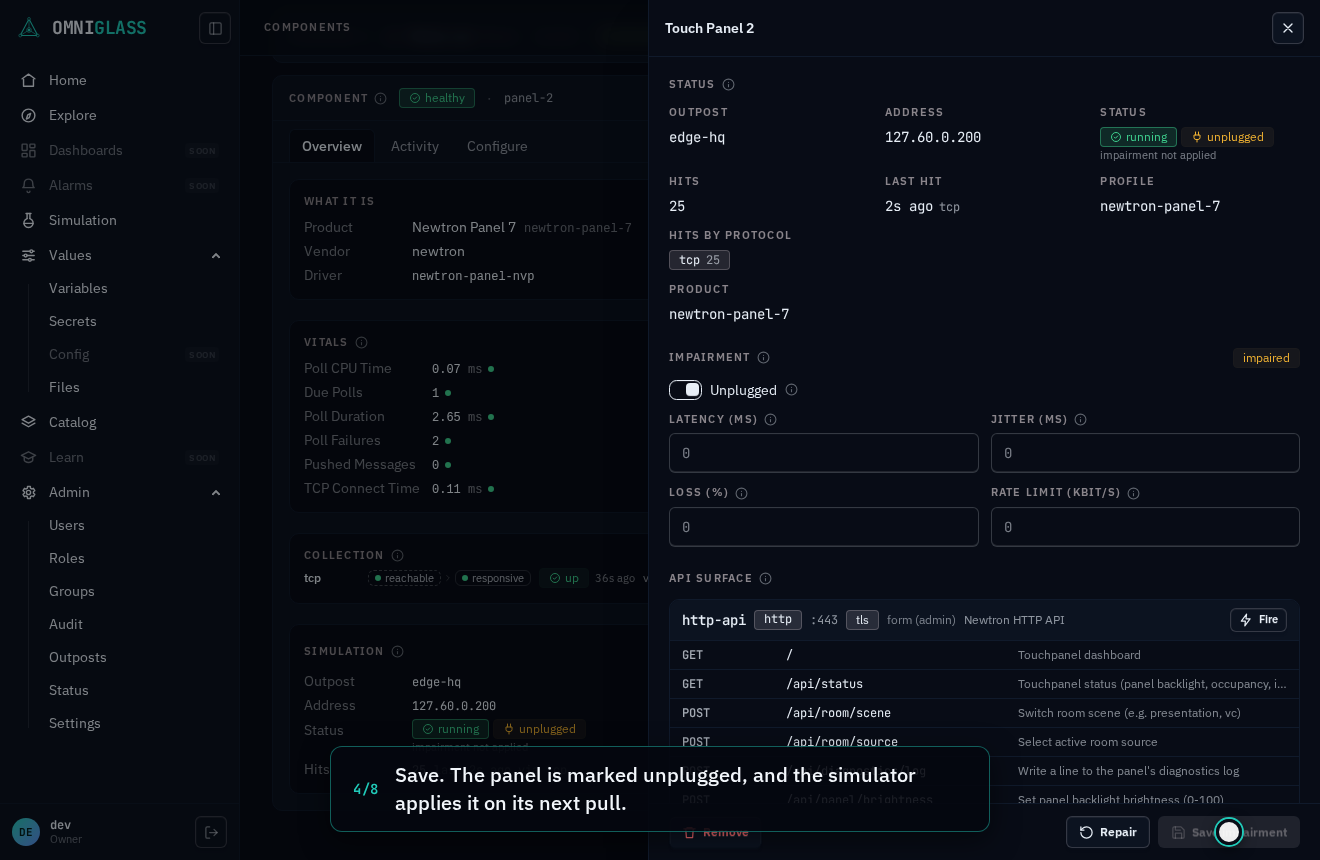 OMNIGLASS
Home
Explore
Dashboards SOON
Alarms SOON
Simulation
Values
Variables
Secrets
Config SOON
Files
Catalog
Learn SOON
Admin
Users
Roles
Groups
Audit
Outposts
Status
Settings
DE dev
Owner
COMPONENTS
COMPONENT healthy · panel-2
Overview Activity Configure
WHAT IT IS
Product Newtron Panel 7 newtron-panel-7
Vendor newtron
Driver newtron-panel-nvp
VITALS
Poll CPU Time 0.07 ms
Due Polls 1
Poll Duration 2.65 ms
Poll Failures 2
Pushed Messages 0
TCP Connect Time 0.11 ms
COLLECTION
tcp reachable responsive up 36s ago
SIMULATION
Outpost edge-hq
Address 127.60.0.200
Status running unplugged
impairment not applied
Hits
Touch Panel 2
STATUS
OUTPOST ADDRESS STATUS
edge-hq 127.60.0.200 running unplugged
impairment not applied
HITS LAST HIT PROFILE
25 2s ago tcp newtron-panel-7
HITS BY PROTOCOL
tcp 25
PRODUCT
newtron-panel-7
IMPAIRMENT impaired
Unplugged
LATENCY (MS) JITTER (MS)
0 0
LOSS (%) RATE LIMIT (KBIT/S)
0 0
API SURFACE
http-api http :443 tls form (admin) Newtron HTTP API Fire
GET / Touchpanel dashboard
GET /api/status Touchpanel status (panel backlight, occupancy, i…
POST /api/room/scene Switch room scene (e.g. presentation, vc)
POST /api/room/source Select active room source
Write a line to the panel's diagnostics log
/api/panel/brightness Set panel backlight brightness (0-100)
4/8 Save. The panel is marked unplugged, and the simulator
applies it on its next pull.
Remove Repair